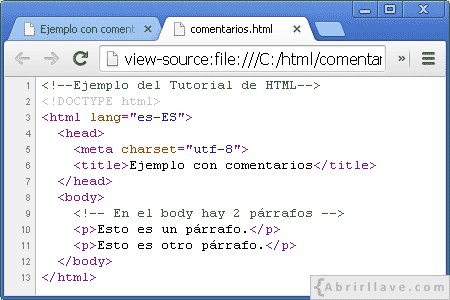 Ejemplo con coment
comentarios.html
view-source:file:///C:/html/comentar
1 <!--Ejemplo del Tutorial de HTML-->
2 <!DOCTYPE html>
3 <html lang="es-ES">
4 <head>
5 <meta charset="utf-8">
6 <title>Ejemplo con comentarios</title>
7 </head>
8 <body>
9 <!-- En el body hay 2 párrafos -->
10 <p>Esto es un párrafo.</p>
11 <p>Esto es otro párrafo.</p>
12 </body>
13 </html>
{Abrirllave.com